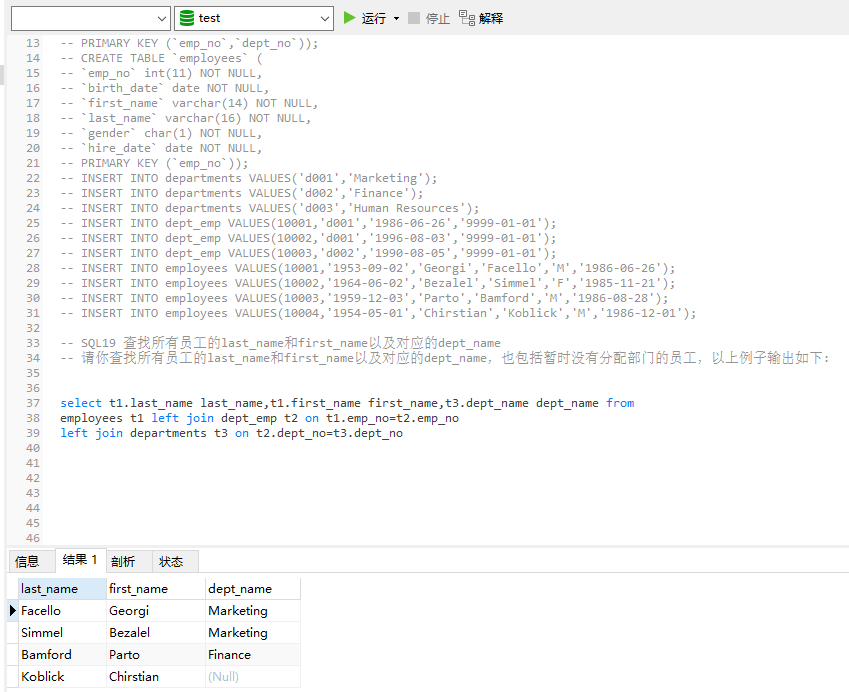 test 运行 停止 解释
13 -- PRIMARY KEY (`emp_no`,`dept_no`));
14 -- CREATE TABLE `employees` (
15 -- `emp_no` int(11) NOT NULL,
16 -- `birth_date` date NOT NULL,
17 -- `first_name` varchar(14) NOT NULL,
18 -- `last_name` varchar(16) NOT NULL,
19 -- `gender` char(1) NOT NULL,
20 -- `hire_date` date NOT NULL,
21 -- PRIMARY KEY (`emp_no`));
22 -- INSERT INTO departments VALUES('d001','Marketing');
23 -- INSERT INTO departments VALUES('d002','Finance');
24 -- INSERT INTO departments VALUES('d003','Human Resources');
25 -- INSERT INTO dept_emp VALUES(10001,'d001','1986-06-26','9999-01-01');
26 -- INSERT INTO dept_emp VALUES(10002,'d001','1996-08-03','9999-01-01');
27 -- INSERT INTO dept_emp VALUES(10003,'d002','1990-08-05','9999-01-01');
28 -- INSERT INTO employees VALUES(10001,'1953-09-02','Georgi','Facello','M','1986-06-26');
29 -- INSERT INTO employees VALUES(10002,'1964-06-02','Bezalel','Simmel','F','1985-11-21');
30 -- INSERT INTO employees VALUES(10003,'1959-12-03','Parto','Bamford','M','1986-08-28');
31 -- INSERT INTO employees VALUES(10004,'1954-05-01','Chirstian','Koblick','M','1986-12-01');
32
33 -- SQL19 查找所有员工的last_name和first_name以及对应的dept_name
34 -- 请你查找所有员工的last_name和first_name以及对应的dept_name，也包括暂时没有分配部门的员工，以上例子输出如下：
35
36
37 select t1.last_name last_name,t1.first_name first_name,t3.dept_name dept_name from
38 employees t1 left join dept_emp t2 on t1.emp_no=t2.emp_no
39 left join departments t3 on t2.dept_no=t3.dept_no
40
41
42
43
44
45
46
信息 结果 1 剖析 状态
last_name first_name dept_name
Facello Georgi Marketing
Simmel Bezalel Marketing
Bamford Parto Finance
Koblick Chirstian (Null)